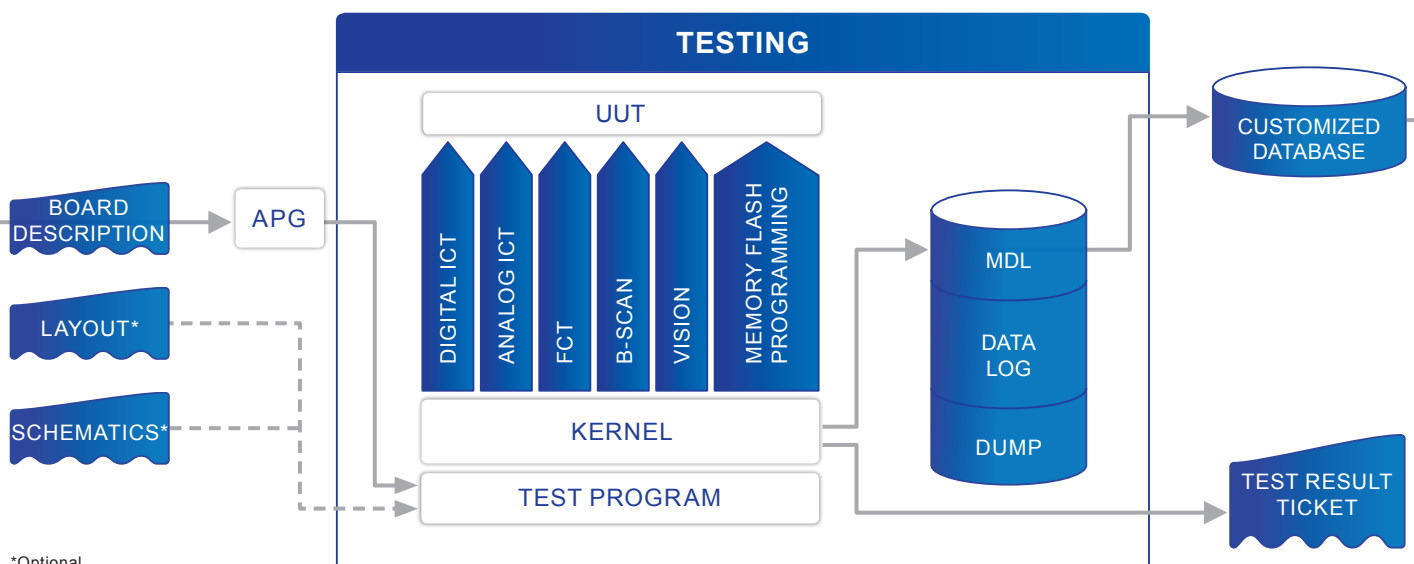 TESTING
UUT
CUSTOMIZED
DATABASE
BOARD
DESCRIPTION
APG
DIGITAL ICT
ANALOG ICT
FCT
B-SCAN
VISION
MEMORY FLASH
PROGRAMMING
MDL
LAYOUT*
DATA
LOG
SCHEMATICS*
KERNEL
DUMP
TEST PROGRAM
TEST RESULT
TICKET
*Optional